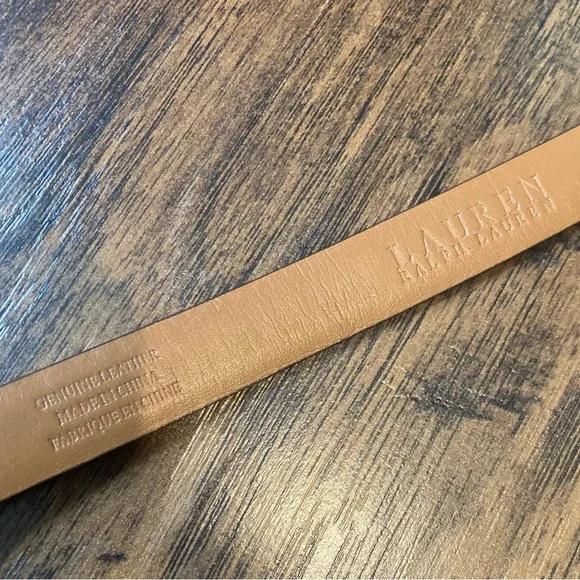 LAUREN
RALPH LAUREN
GENUINE LEATHER
MADE IN CHINA
FABRIQUE EN CHINE